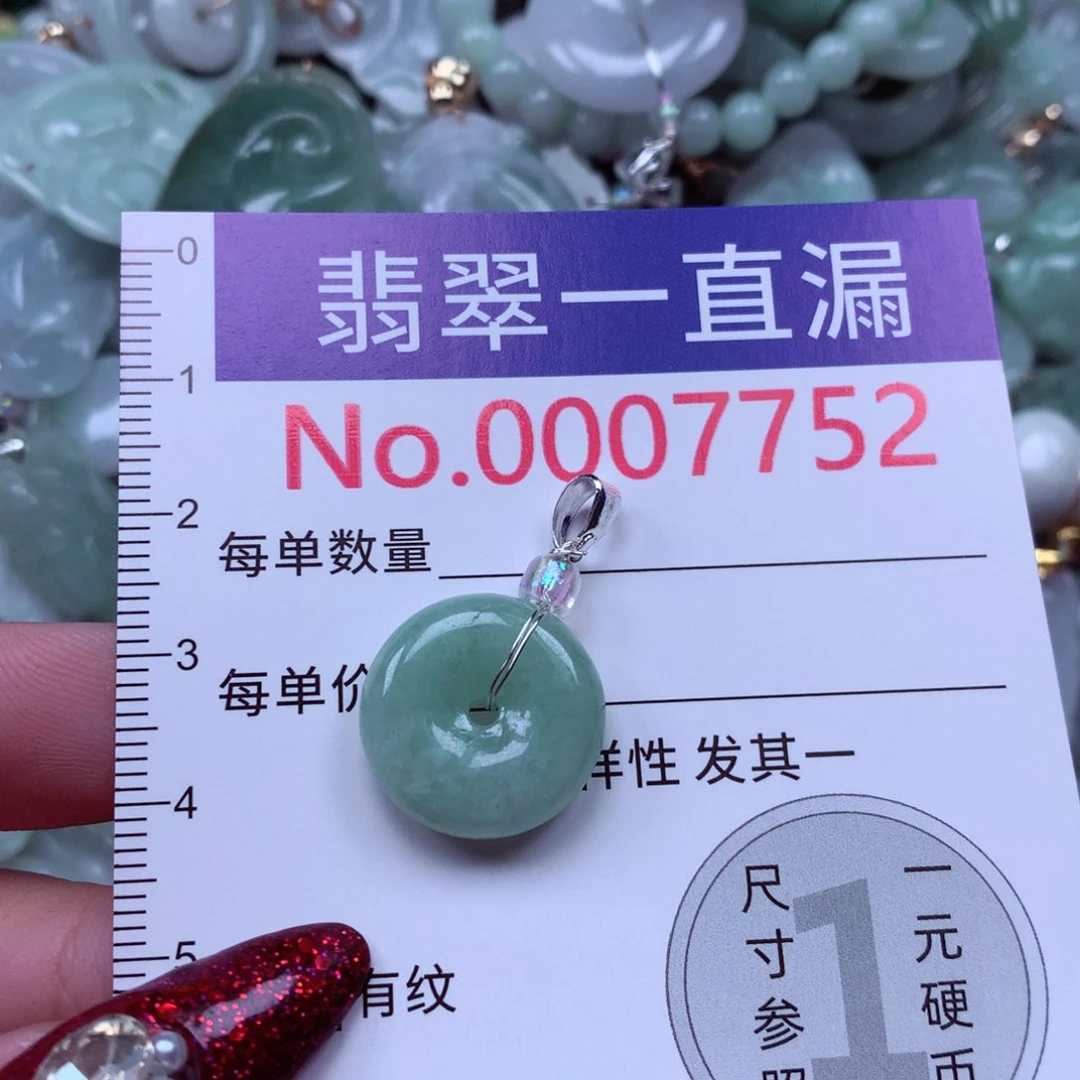 翡翠一直漏
No.0007752
每单数量
每单价
样性 发其一
有纹
尺寸参照
一元硬币
1
0
1
2
3
4
5